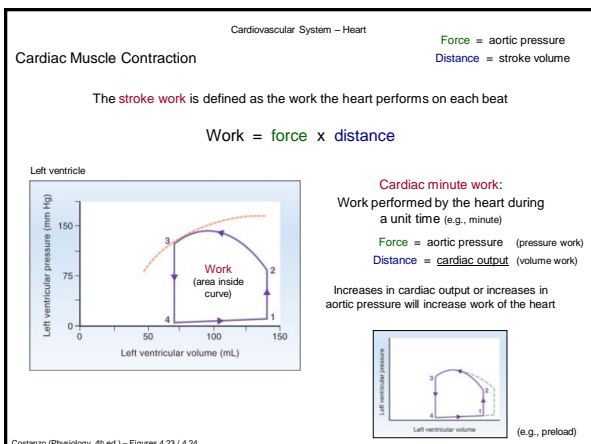 Cardiovascular System – Heart
Force = aortic pressure
Distance = stroke volume
Cardiac Muscle Contraction
The stroke work is defined as the work the heart performs on each beat
Work = force x distance
Left ventricle
Left ventricular pressure (mm Hg)
150
75
0
3
2
Work
(area inside
curve)
4
1
0
50
100
150
Left ventricular volume (mL)
Cardiac minute work:
Work performed by the heart during
a unit time (e.g., minute)
Force = aortic pressure (pressure work)
Distance = cardiac output (volume work)
Increases in cardiac output or increases in
aortic pressure will increase work of the heart
Left ventricular pressure
3
2
4
1
Left ventricular volume
(e.g., preload)
Costanzo (Physiology, 4th ed.) – Figures 4.23 / 4.24